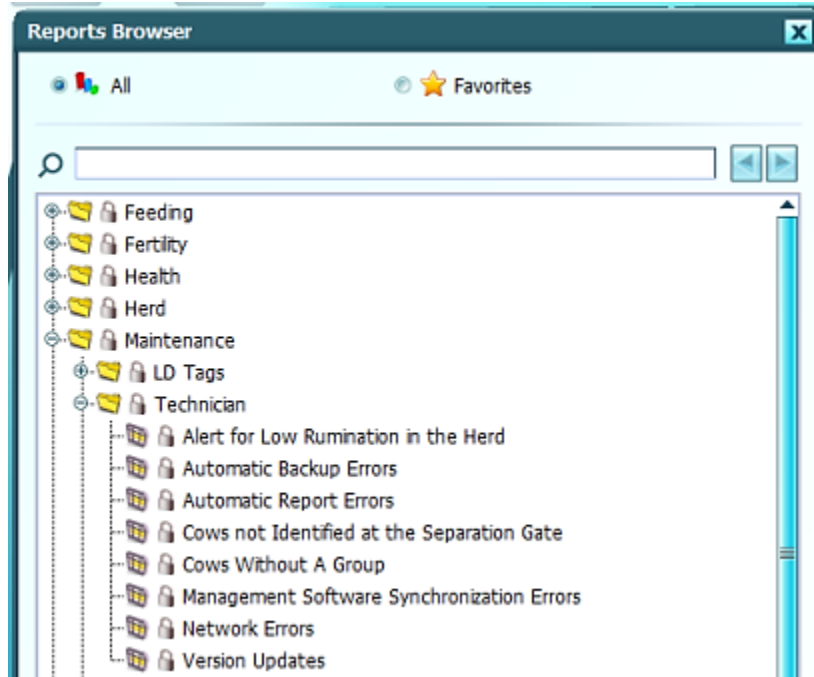 Reports Browser
All
Favorites
Feeding
Fertility
Health
Herd
Maintenance
LD Tags
Technician
Alert for Low Rumination in the Herd
Automatic Backup Errors
Automatic Report Errors
Cows not Identified at the Separation Gate
Cows Without A Group
Management Software Synchronization Errors
Network Errors
Version Updates